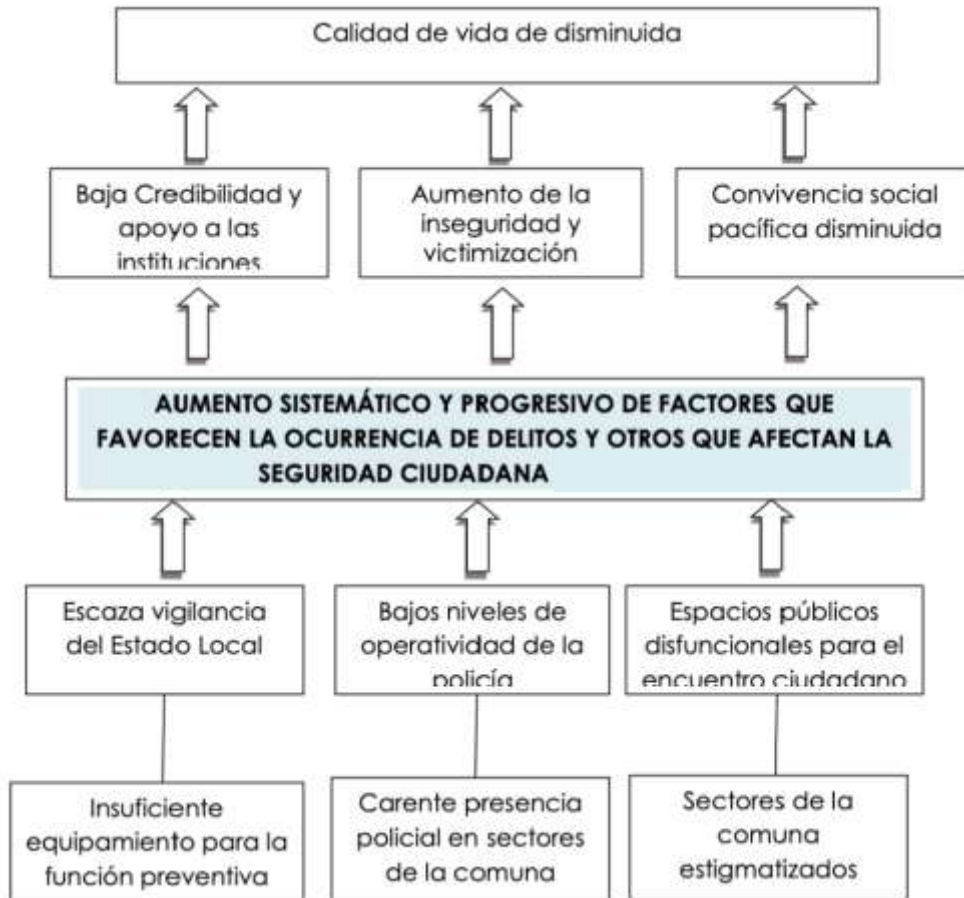 Calidad de vida de disminuida
Baja Credibilidad y
apoyo a las
instituciones
Aumento de la
inseguridad y
victimización
Convivencia social
pacífica disminuida
AUMENTO SISTEMÁTICO Y PROGRESIVO DE FACTORES QUE
FAVORECEN LA OCURRENCIA DE DELITOS Y OTROS QUE AFECTAN LA
SEGURIDAD CIUDADANA
Escaza vigilancia
del Estado Local
Bajos niveles de
operatividad de la
policía
Espacios públicos
disfuncionales para el
encuentro ciudadano
Insuficiente
equipamiento para la
función preventiva
Carente presencia
policial en sectores
de la comuna
Sectores de la
comuna
estigmatizados